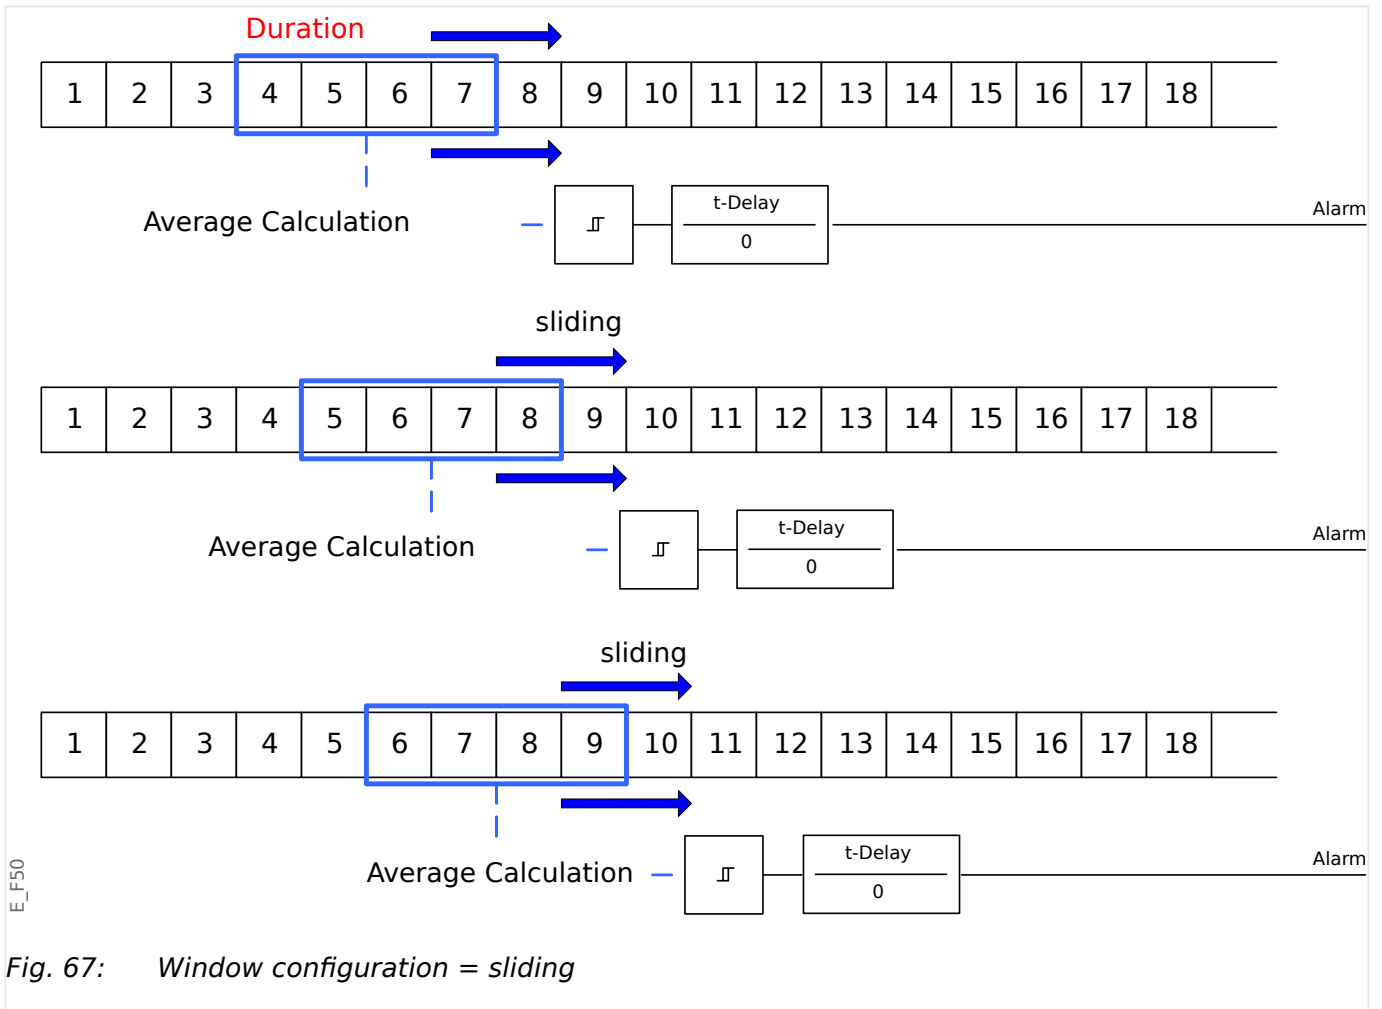 Duration
1 2 3 4 5 6 7 8 9 10 11 12 13 14 15 16 17 18
Average Calculation
t-Delay
0
Alarm
sliding
1 2 3 4 5 6 7 8 9 10 11 12 13 14 15 16 17 18
Average Calculation
t-Delay
0
Alarm
sliding
1 2 3 4 5 6 7 8 9 10 11 12 13 14 15 16 17 18
Average Calculation
t-Delay
0
Alarm
E_F50
Fig. 67: Window configuration = sliding